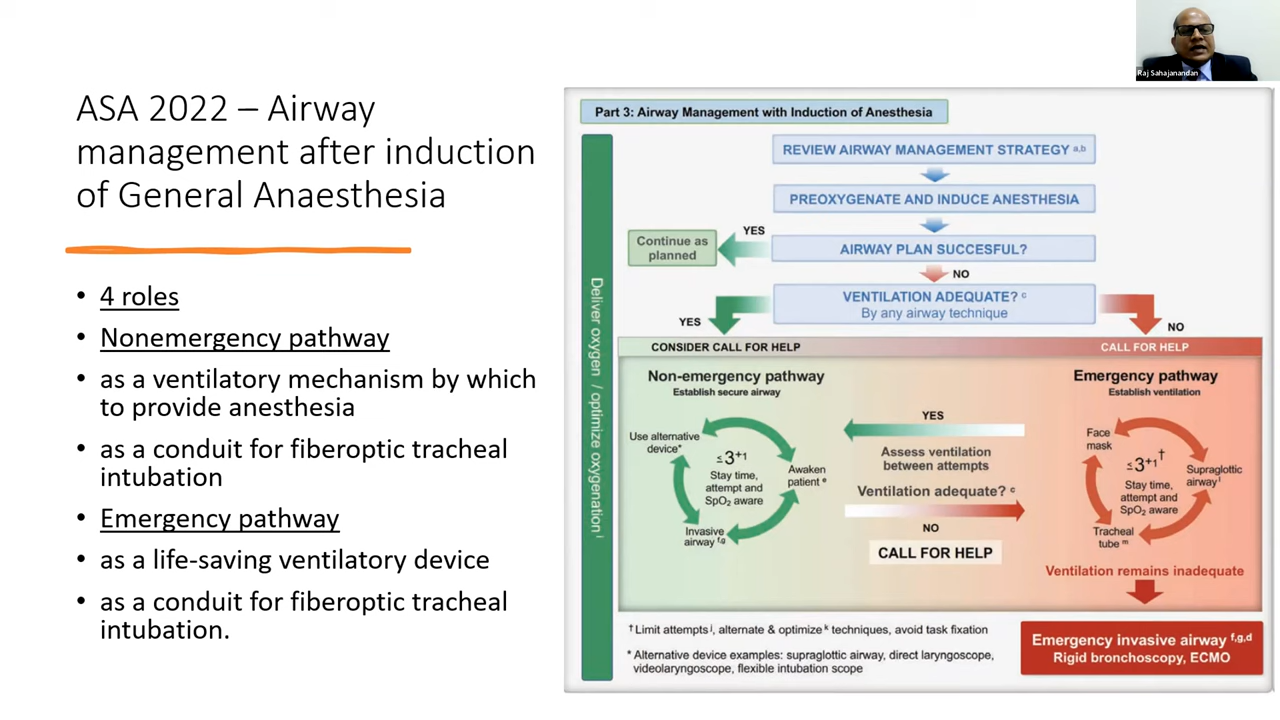 Raj Sahajanandan
ASA 2022 – Airway
management after induction
of General Anaesthesia
• 4 roles
• Nonemergency pathway
• as a ventilatory mechanism by which
to provide anesthesia
• as a conduit for fiberoptic tracheal
intubation
• Emergency pathway
• as a life-saving ventilatory device
• as a conduit for fiberoptic tracheal
intubation.
Part 3: Airway Management with Induction of Anesthesia
Deliver oxygen / optimize oxygenation i
REVIEW AIRWAY MANAGEMENT STRATEGY a,b
PREOXYGENATE AND INDUCE ANESTHESIA
AIRWAY PLAN SUCCESFUL?
YES
Continue as
planned
NO
VENTILATION ADEQUATE? c
By any airway technique
YES
NO
CONSIDER CALL FOR HELP
CALL FOR HELP
Non-emergency pathway
Establish secure airway
Use alternative
device*
≤3+1
Stay time,
attempt and
SpO2 aware
Awaken
patient e
Invasive
airway f,g
YES
Assess ventilation
between attempts
Ventilation adequate? c
NO
CALL FOR HELP
Emergency pathway
Establish ventilation
Face
mask
≤3+1†
Stay time,
attempt and
SpO2 aware
Supraglottic
airway l
Tracheal
tube m
Ventilation remains inadequate
Emergency invasive airway f,g,d
Rigid bronchoscopy, ECMO
† Limit attempts j, alternate & optimize k techniques, avoid task fixation
* Alternative device examples: supraglottic airway, direct laryngoscope,
videolaryngoscope, flexible intubation scope